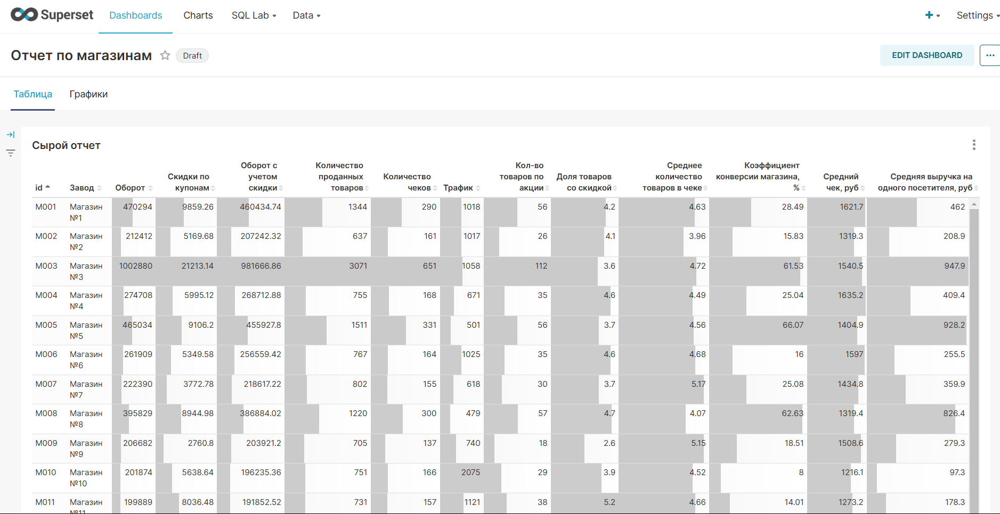 Superset Dashboards Charts SQL Lab Data + Settings
Отчет по магазинам Draft EDIT DASHBOARD ...
Таблица Графики
Сырой отчет
id Завод Оборот Скидки по купонам Оборот с учетом скидки Количество проданных товаров Количество чеков Трафик Кол-во товаров по акции Доля товаров со скидкой Среднее количество товаров в чеке Коэффициент конверсии магазина, % Средний чек, руб Средняя выручка на одного посетителя, руб
M001 Магазин №1 470294 9859.26 460434.74 1344 290 1018 56 4.2 4.63 28.49 1621.7 462
M002 Магазин №2 212412 5169.68 207242.32 637 161 1017 26 4.1 3.96 15.83 1319.3 208.9
M003 Магазин №3 1002880 21213.14 981666.86 3071 651 1058 112 3.6 4.72 61.53 1540.5 947.9
M004 Магазин №4 274708 5995.12 268712.88 755 168 671 35 4.6 4.49 25.04 1635.2 409.4
M005 Магазин №5 465034 9106.2 455927.8 1511 331 501 56 3.7 4.56 66.07 1404.9 928.2
M006 Магазин №6 261909 5349.58 256559.42 767 164 1025 35 4.6 4.68 16 1597 255.5
M007 Магазин №7 222390 3772.78 218617.22 802 155 618 30 3.7 5.17 25.08 1434.8 359.9
M008 Магазин №8 395829 8944.98 386884.02 1220 300 479 57 4.7 4.07 62.63 1319.4 826.4
M009 Магазин №9 206682 2760.8 203921.2 705 137 740 18 2.6 5.15 18.51 1508.6 279.3
M010 Магазин №10 201874 5638.64 196235.36 751 166 2075 29 3.9 4.52 8 1216.1 97.3
M011 Магазин №11 199889 8036.48 191852.52 731 157 1121 38 5.2 4.66 14.01 1273.2 178.3